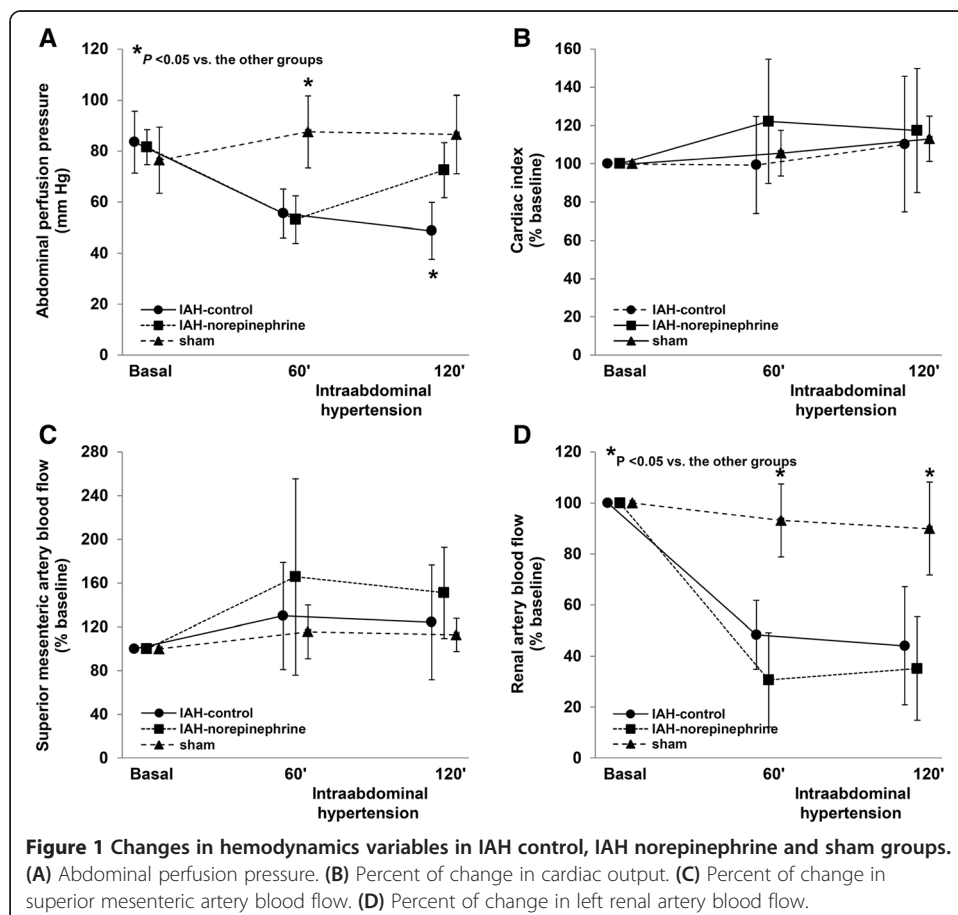 A
120
100
80
60
40
20
0
Abdominal perfusion pressure
(mm Hg)
* P <0.05 vs. the other groups
*
*
IAH-control
IAH-norepinephrine
sham
Basal
60'
120'
Intraabdominal
hypertension
B
160
140
120
100
80
60
40
20
0
Cardiac index
(% baseline)
IAH-control
IAH-norepinephrine
sham
Basal
60'
120'
Intraabdominal
hypertension
C
280
240
200
160
120
80
40
0
Superior mesenteric artery blood flow
(% baseline)
IAH-control
IAH-norepinephrine
sham
Basal
60'
120'
Intraabdominal
hypertension
D
120
100
80
60
40
20
0
Renal artery blood flow
(% baseline)
* P <0.05 vs. the other groups
*
*
IAH-control
IAH-norepinephrine
sham
Basal
60'
120'
Intraabdominal
hypertension
Figure 1 Changes in hemodynamics variables in IAH control, IAH norepinephrine and sham groups.
(A) Abdominal perfusion pressure. (B) Percent of change in cardiac output. (C) Percent of change in
superior mesenteric artery blood flow. (D) Percent of change in left renal artery blood flow.